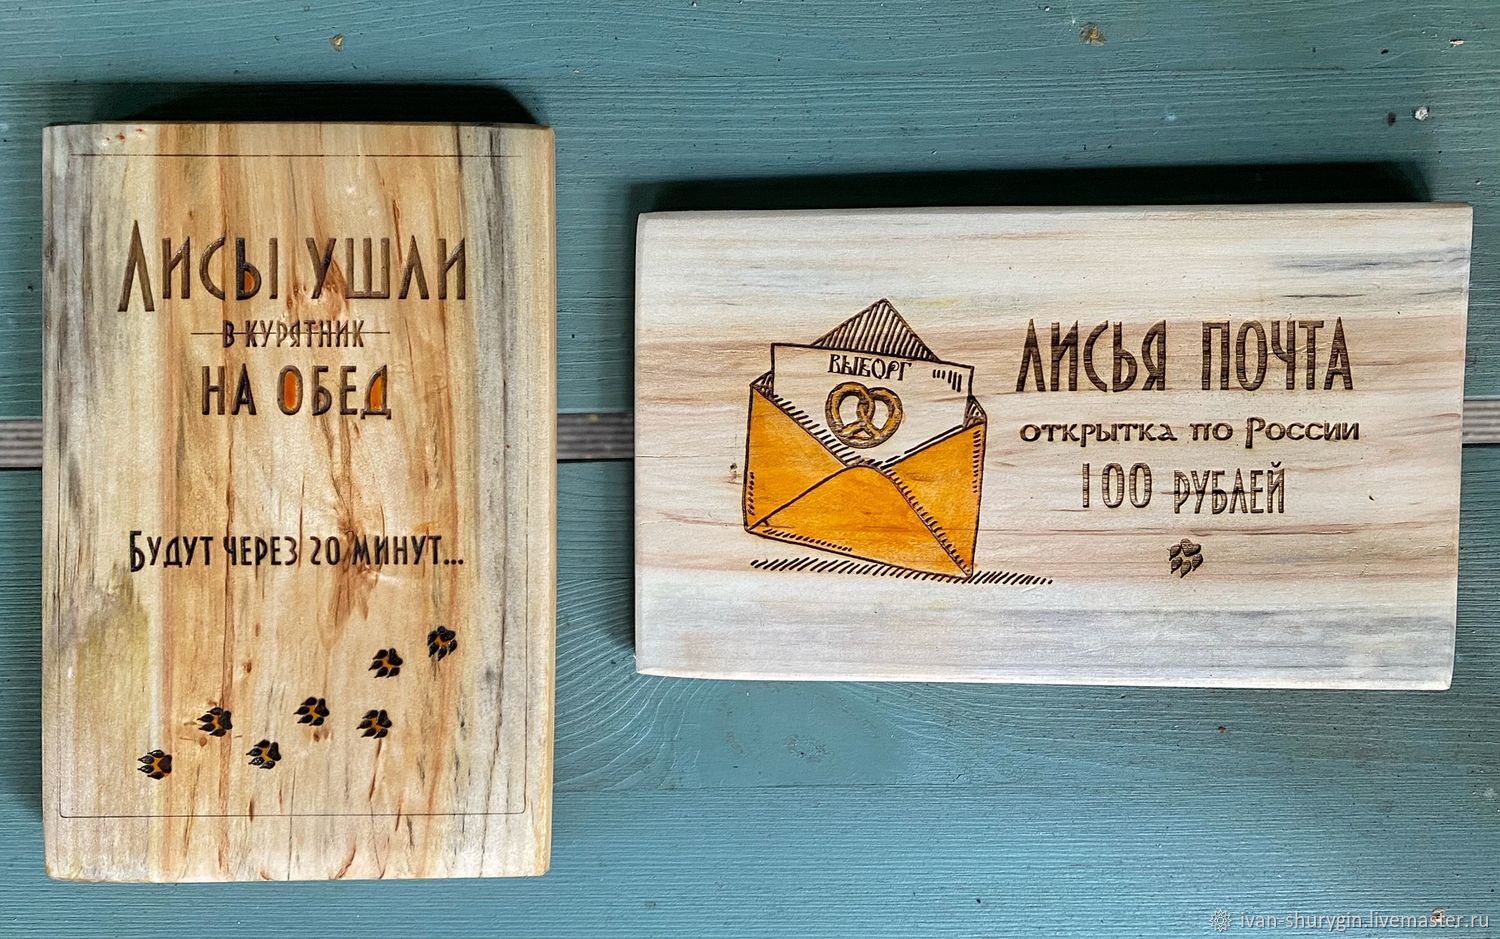 Лисы ушли
в курятник
на обед
Будут через 20 минут...
Выборг
Лисья почта
открытка по России
100 рублей
ivan-shurygin.livemaster.ru